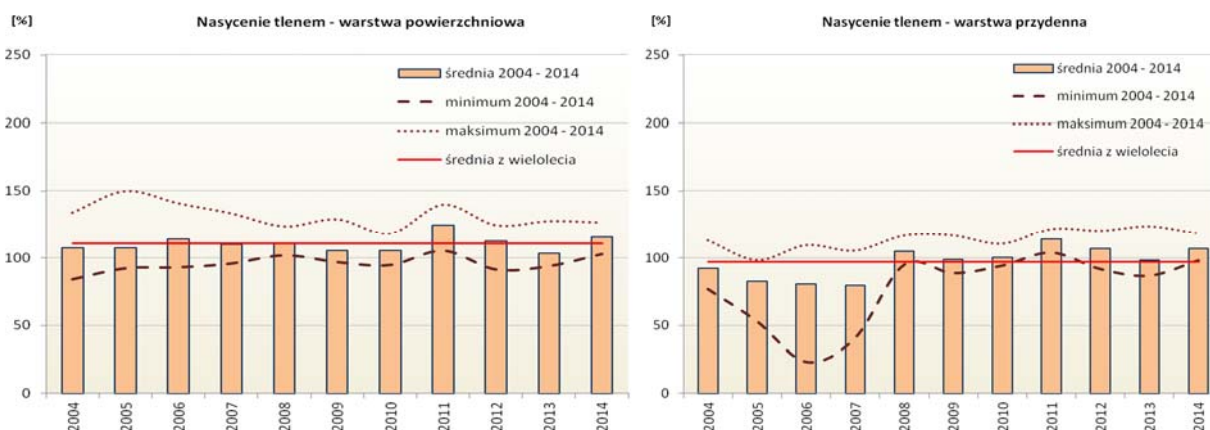 [%]
Nasycenie tlenem - warstwa powierzchniowa
250
200
150
100
50
0
średnia 2004 - 2014
minimum 2004 - 2014
maksimum 2004 - 2014
średnia z wielolecia
2004 2005 2006 2007 2008 2009 2010 2011 2012 2013 2014
[%]
Nasycenie tlenem - warstwa przydenna
250
200
150
100
50
0
średnia 2004 - 2014
minimum 2004 - 2014
maksimum 2004 - 2014
średnia z wielolecia
2004 2005 2006 2007 2008 2009 2010 2011 2012 2013 2014